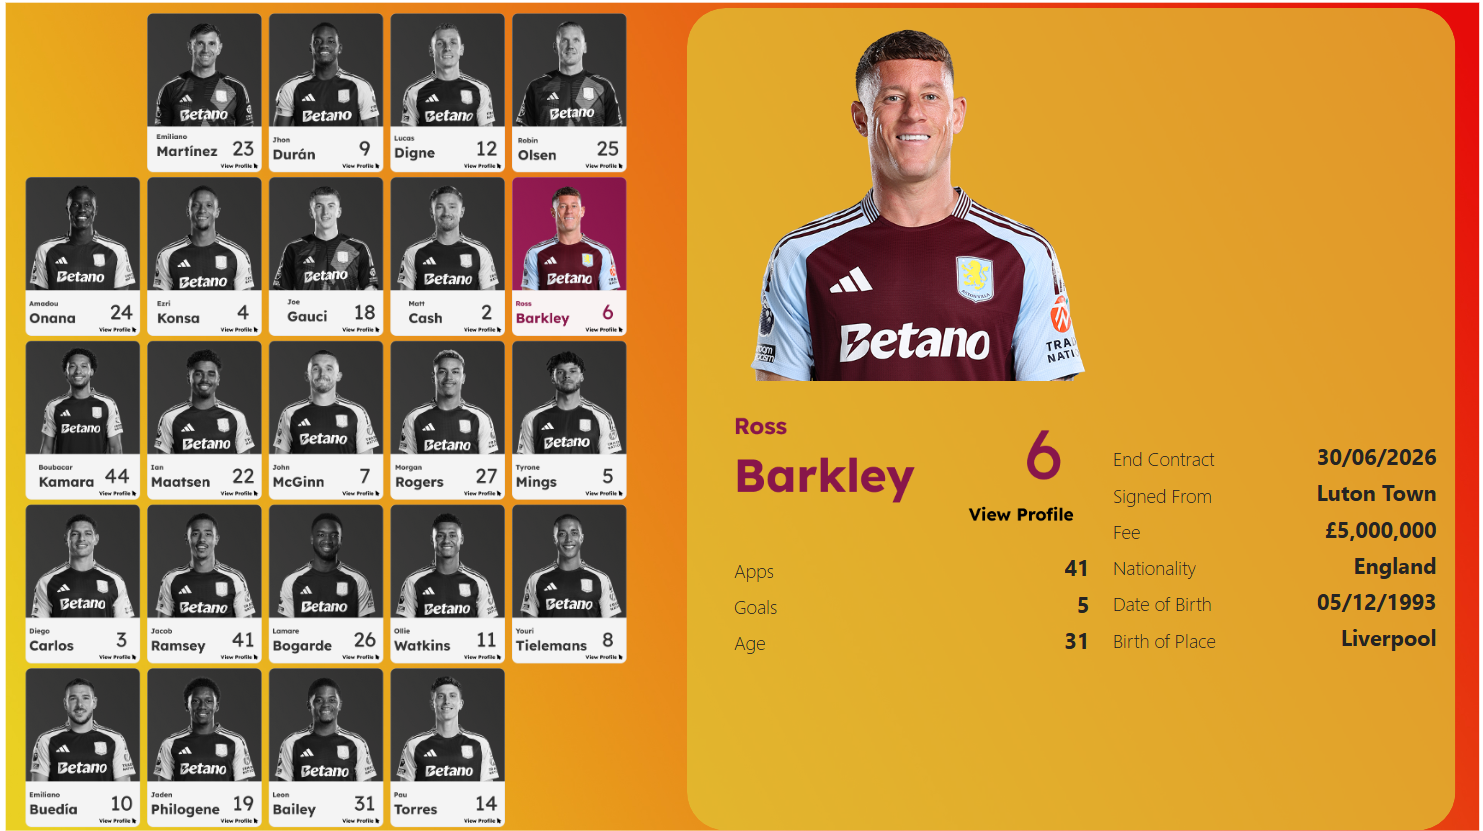 Betano
Emiliano
Martínez 23
View Profile
Betano
Jhon
Durán 9
View Profile
Betano
Lucas
Digne 12
View Profile
Betano
Robin
Olsen 25
View Profile
Betano
Amadou
Onana 24
View Profile
Betano
Ezri
Konsa 4
View Profile
Betano
Joe
Gauci 18
View Profile
Betano
Matt
Cash 2
View Profile
Betano
Ross
Barkley 6
View Profile
Betano
Boubacar
Kamara 44
View Profile
Betano
Ian
Maatsen 22
View Profile
Betano
John
McGinn 7
View Profile
Betano
Morgan
Rogers 27
View Profile
Betano
Tyrone
Mings 5
View Profile
Betano
Diego
Carlos 3
View Profile
Betano
Jacob
Ramsey 41
View Profile
Betano
Lamare
Bogarde 26
View Profile
Betano
Ollie
Watkins 11
View Profile
Betano
Youri
Tielemans 8
View Profile
Betano
Emiliano
Buedía 10
View Profile
Betano
Jaden
Philogene 19
View Profile
Betano
Leon
Bailey 31
View Profile
Betano
Pau
Torres 14
View Profile
Betano
TRA
NATI
Ross
Barkley 6
View Profile
Apps 41
Goals 5
Age 31
End Contract 30/06/2026
Signed From Luton Town
Fee £5,000,000
Nationality England
Date of Birth 05/12/1993
Birth of Place Liverpool